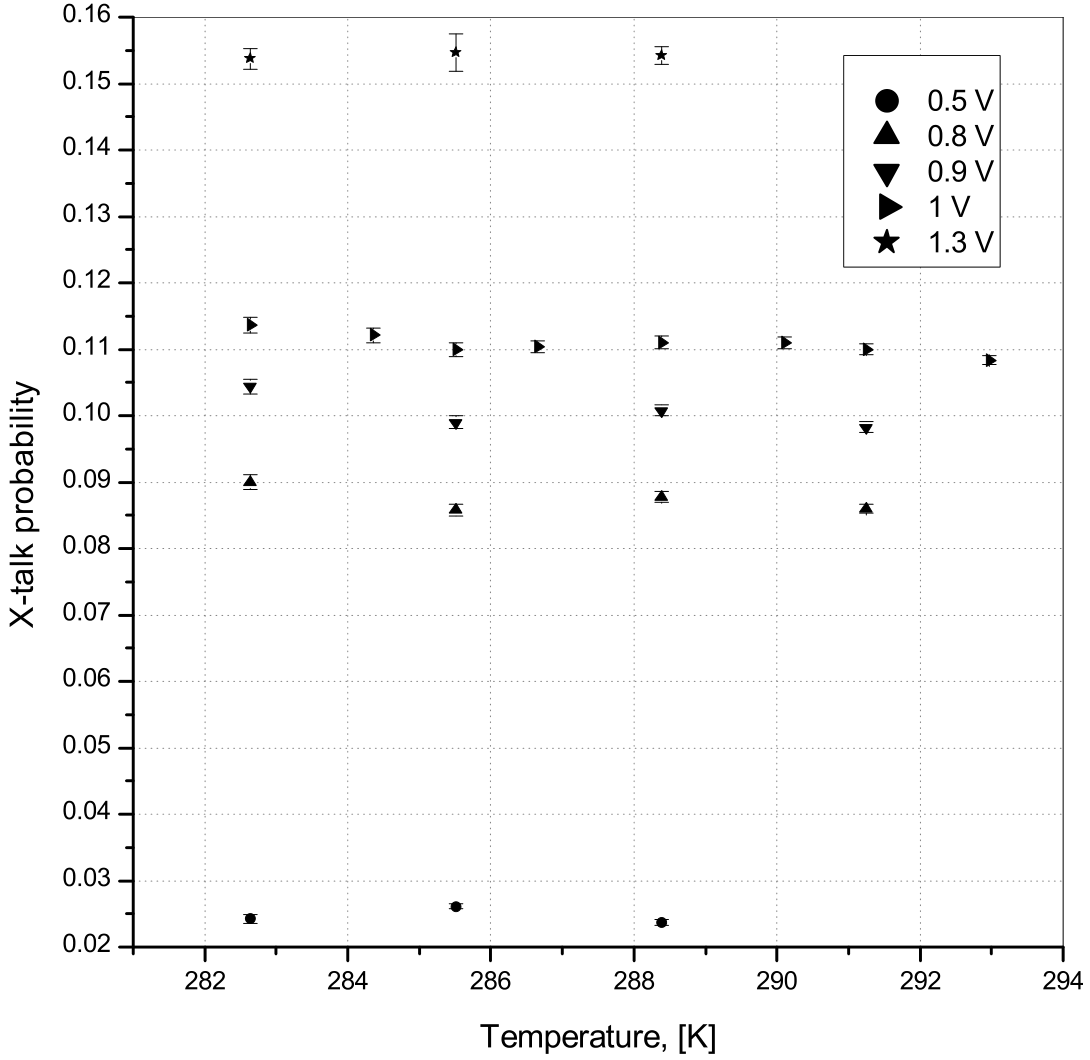 0.16
0.15
0.14
0.13
0.12
0.11
0.10
0.09
0.08
0.07
0.06
0.05
0.04
0.03
0.02
X-talk probability
0.5 V
0.8 V
0.9 V
1 V
1.3 V
282 284 286 288 290 292 294
Temperature, [K]